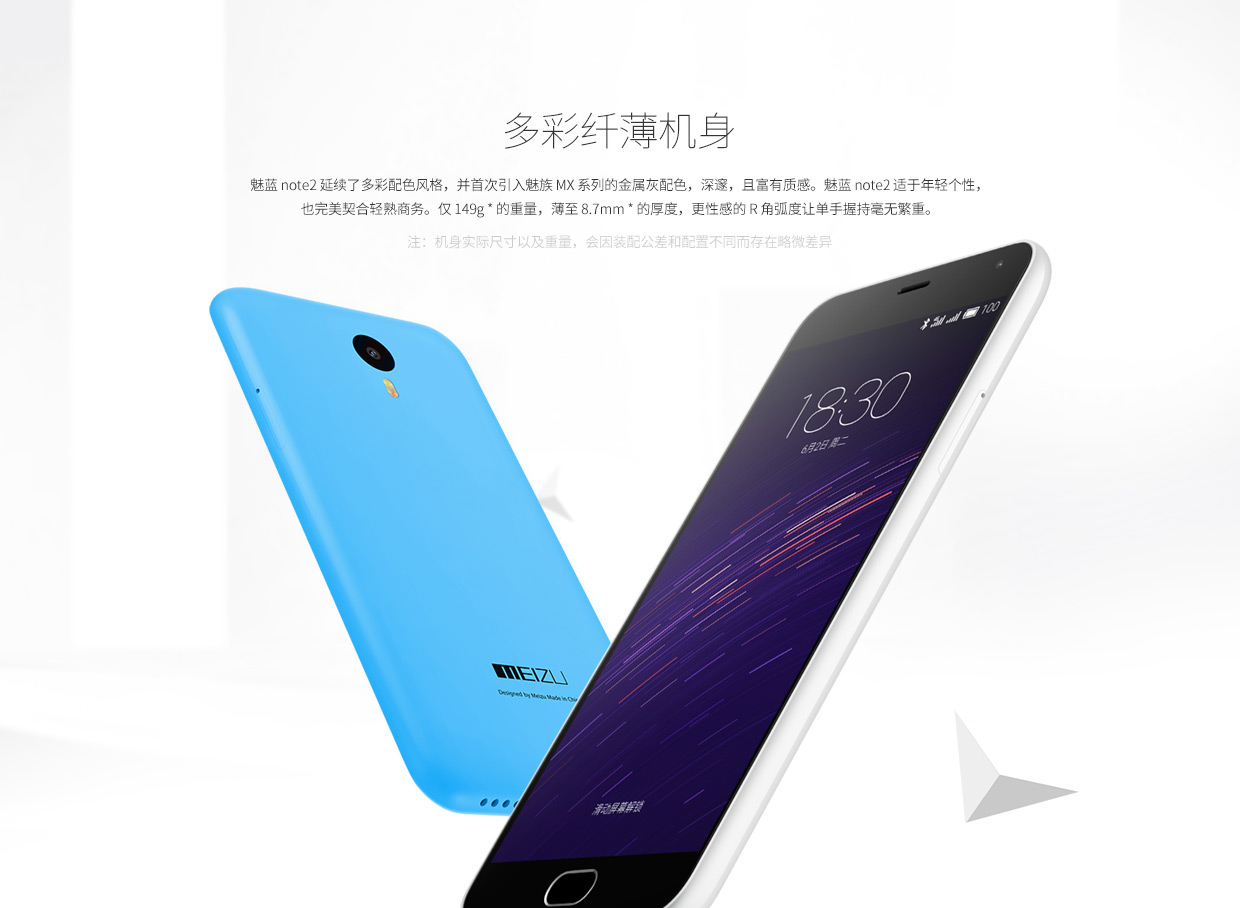 多彩纤薄机身
魅蓝 note2 延续了多彩配色风格，并首次引入魅族 MX 系列的金属灰配色，深邃，且富有质感。魅蓝 note2 适于年轻个性，
也完美契合轻熟商务。仅 149g * 的重量，薄至 8.7mm * 的厚度，更性感的 R 角弧度让单手握持毫无繁重。
注：机身实际尺寸以及重量，会因装配公差和配置不同而存在略微差异
100
18:30
6月2日 周二
MEIZU
Designed by Meizu Made in
滑动屏幕解锁